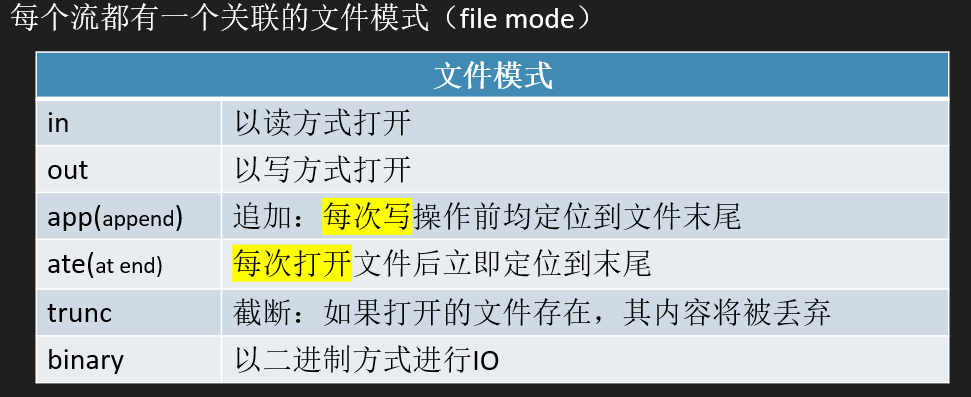 每个流都有一个关联的文件模式（file mode）
文件模式
in 以读方式打开
out 以写方式打开
app(append) 追加：每次写操作前均定位到文件末尾
ate(at end) 每次打开文件后立即定位到末尾
trunc 截断：如果打开的文件存在，其内容将被丢弃
binary 以二进制方式进行IO